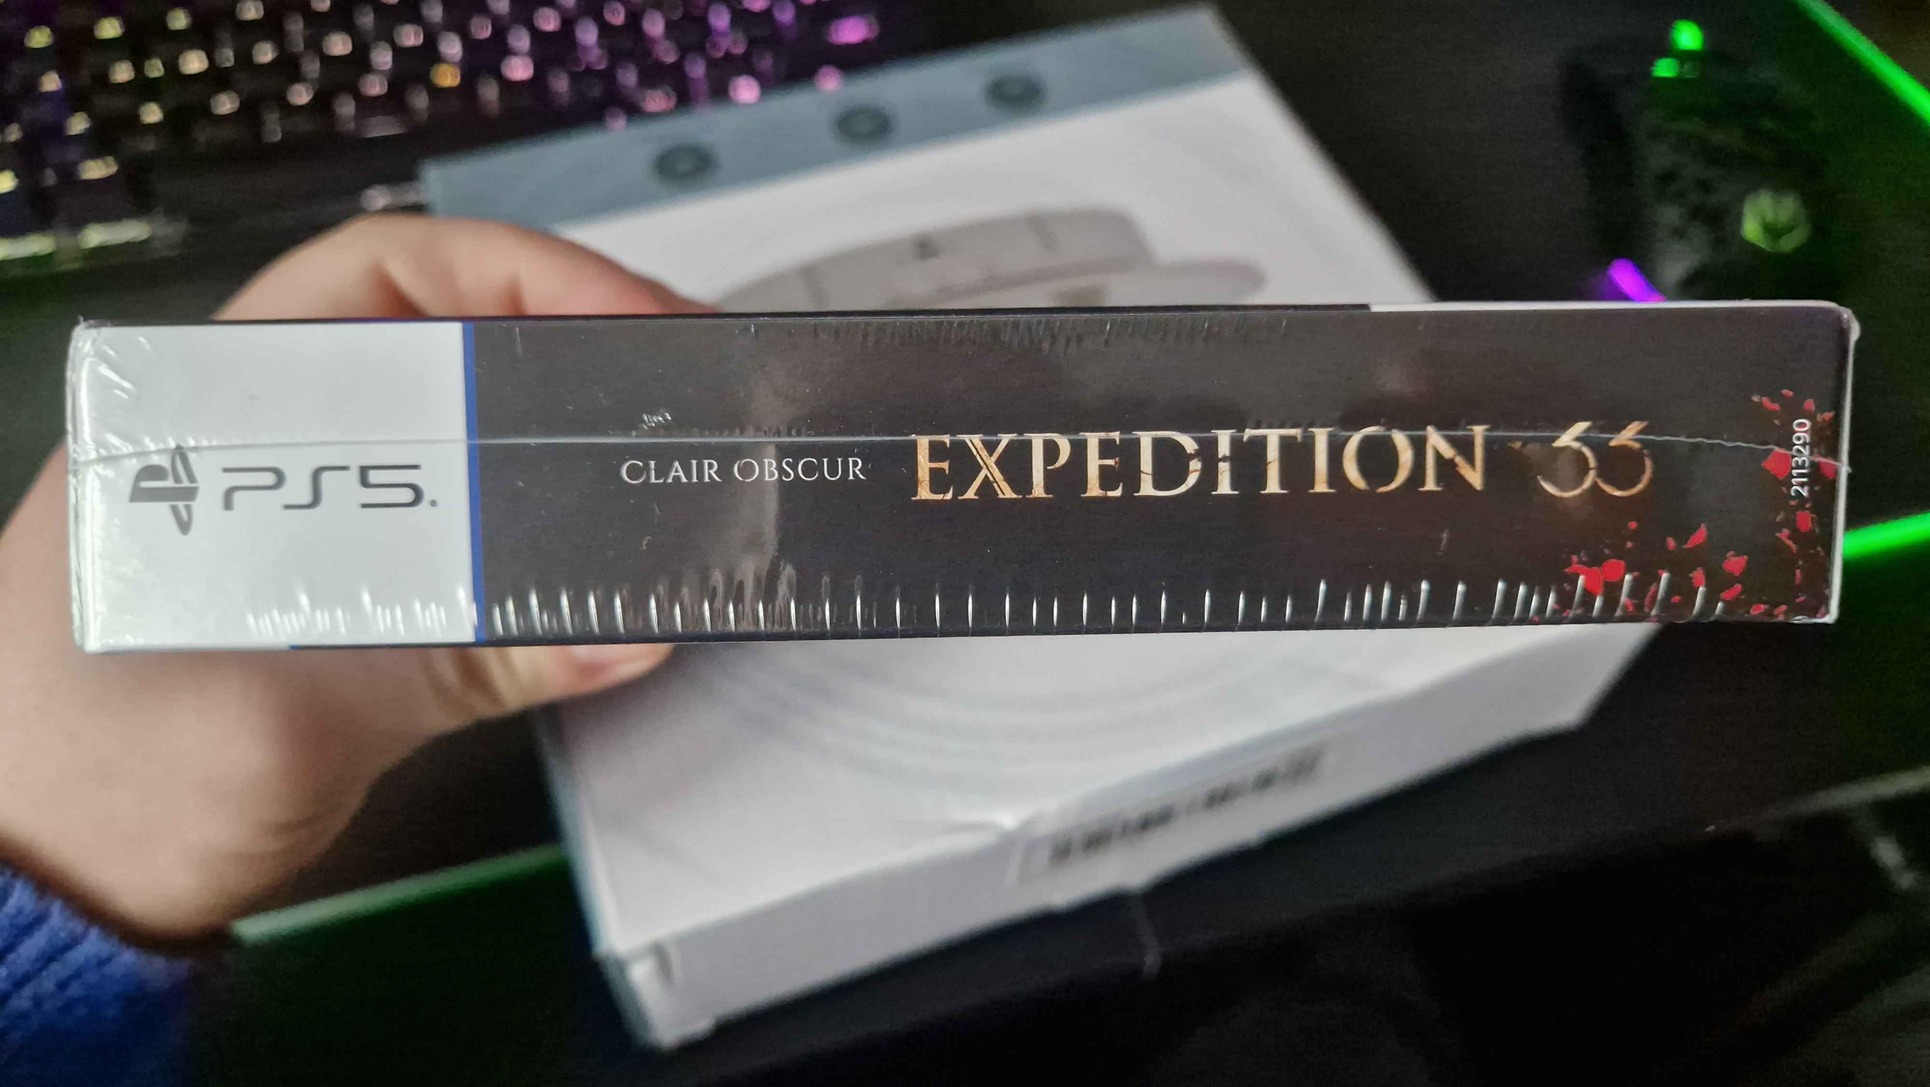 PS5
CLAIR OBSCUR EXPEDITION 33
2113290